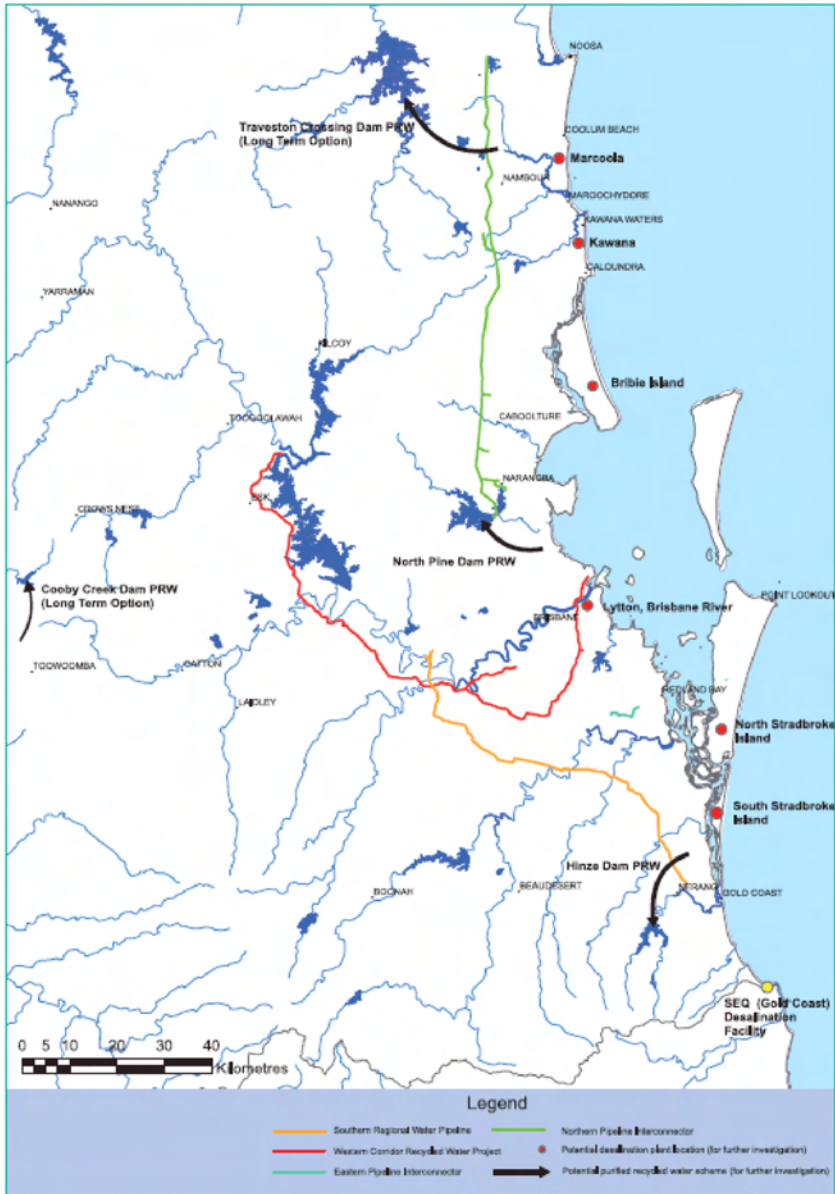 NOOSA
Traveston Crossing Dam PRW
(Long Term Option)
COOLUM BEACH
Marcoola
NAMBOUR
NANANGO
MAROOCHYDORE
KAWANA WATERS
Kawana
CALOUNDRA
YARRAMAN
KILCOY
Bribie Island
TOOGOOLAWAH
CABOOLTURE
NARANGBA
ESK
CROWS NEST
North Pine Dam PRW
Cooby Creek Dam PRW
(Long Term Option)
POINT LOOKOUT
Lytton, Brisbane River
BRISBANE
TOOWOOMBA
GATTON
REDLAND BAY
LAIDLEY
North Stradbroke
Island
South Stradbroke
Island
Hinze Dam PRW
BOONAH
BEAUDESERT
NERANG
GOLD COAST
SEQ (Gold Coast)
Desalination
Facility
0 5 10 20 30 40
Kilometres
Legend
Southern Regional Water Pipeline
Northern Pipeline Interconnector
Western Corridor Recycled Water Project
Potential desalination plant location (for further investigation)
Eastern Pipeline Interconnector
Potential purified recycled water scheme (for further investigation)